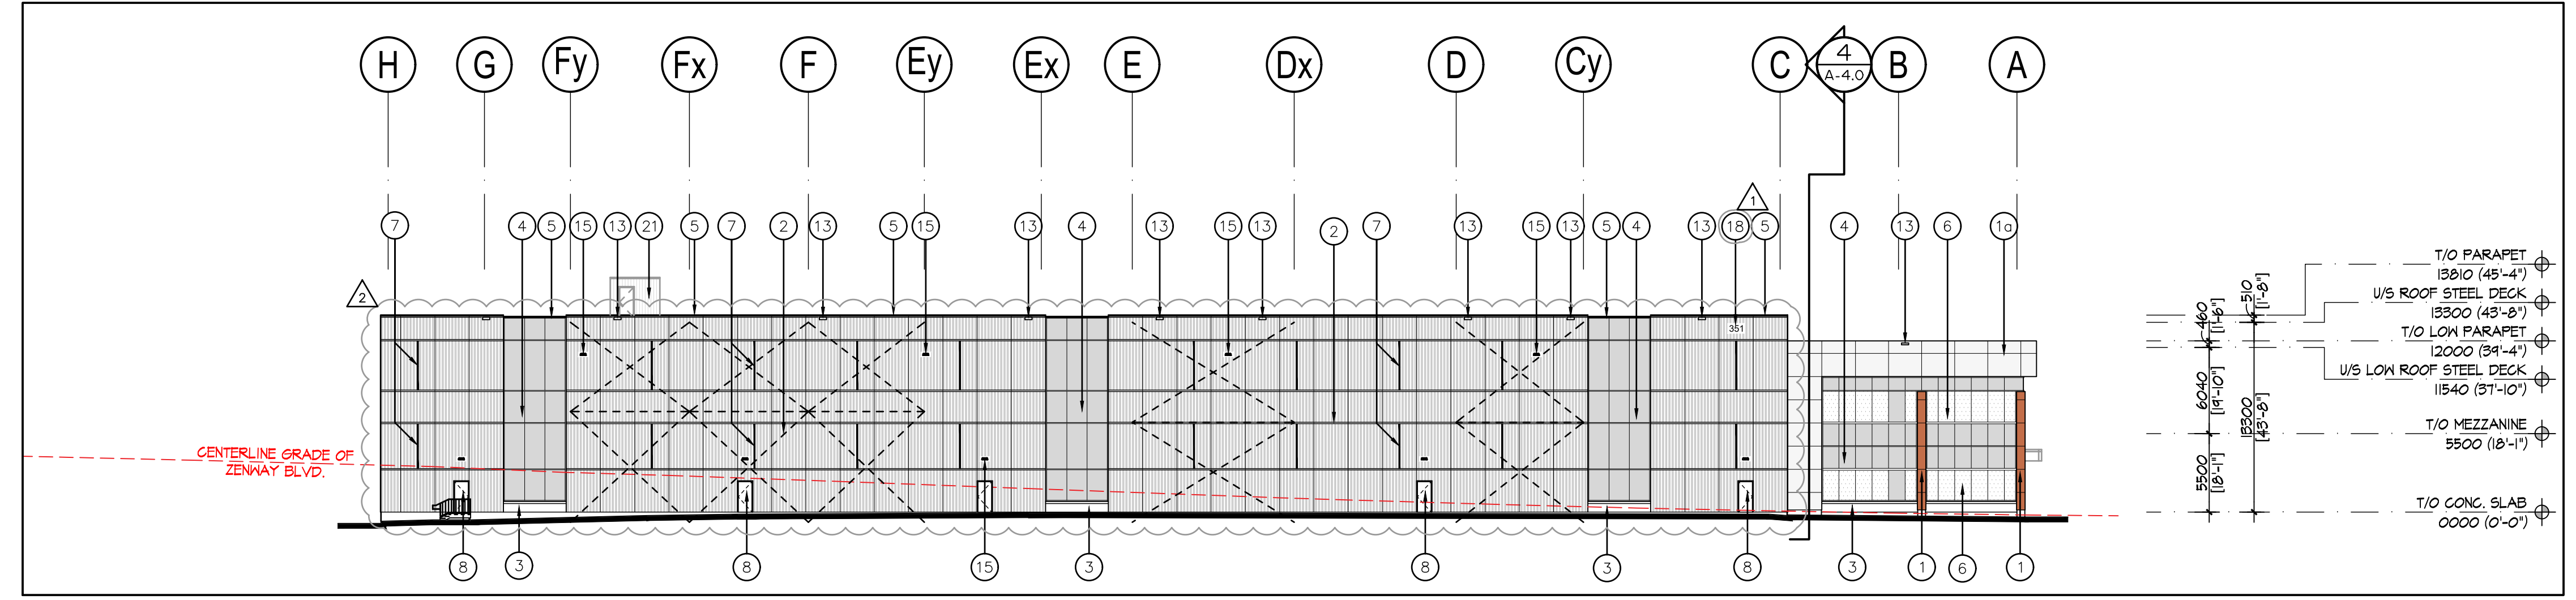 H G Fy Fx F Ey Ex E Dx D Cy C 4 B A
A-4.0
1
7 4 5 15 13 21 5 7 2 13 5 15 13 4 13 15 13 2 7 13 15 13 5 4 13 18 5 4 13 6 1a
2
351
T/O PARAPET
13810 (45'-4")
U/S ROOF STEEL DECK
13300 (43'-8")
T/O LOW PARAPET
12000 (39'-4")
U/S LOW ROOF STEEL DECK
11540 (37'-10")
T/O MEZZANINE
5500 (18'-1")
T/O CONC. SLAB
0000 (0'-0")
460
[1'-6"]
510
[1'-8"]
6040
[19'-10"]
13300
[43'-8"]
5500
[18'-1"]
CENTERLINE GRADE OF
ZENWAY BLVD.
8 3 8 15 3 8 3 8 3 1 6 1